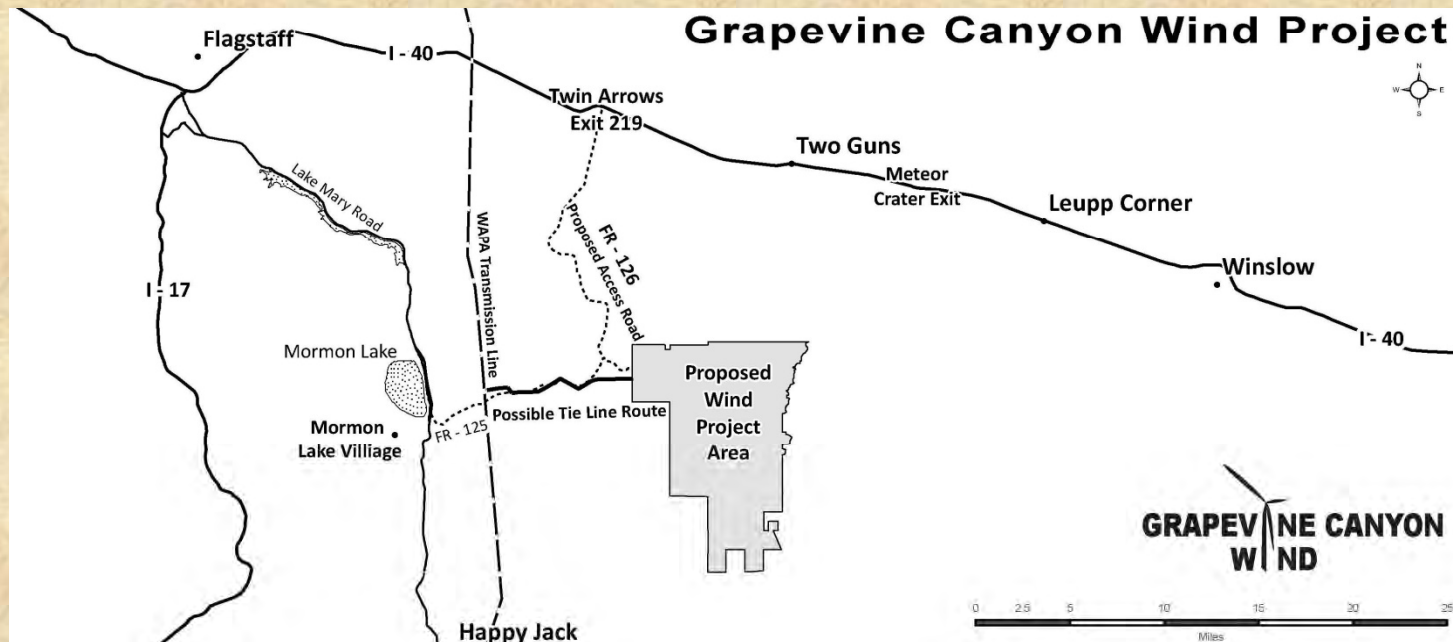 Grapevine Canyon Wind Project
Flagstaff
I - 40
N
W
E
S
Twin Arrows
Exit 219
Two Guns
Meteor
Crater Exit
Leupp Corner
Lake Mary Road
WAPA Transmission Line
FR - 126
Proposed Access Road
Winslow
I - 17
I - 40
Mormon Lake
Proposed
Wind
Project
Area
Possible Tie Line Route
FR - 125
Mormon
Lake Villiage
GRAPEVINE CANYON
WIND
0 2.5 5 10 15 20 25
Miles
Happy Jack